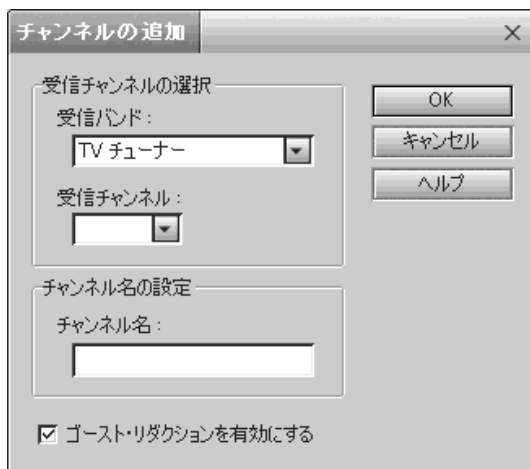 チャンネルの追加
受信チャンネルの選択
受信バンド:
TV チューナー
受信チャンネル:
チャンネル名の設定
チャンネル名:
ゴースト・リダクションを有効にする
OK
キャンセル
ヘルプ